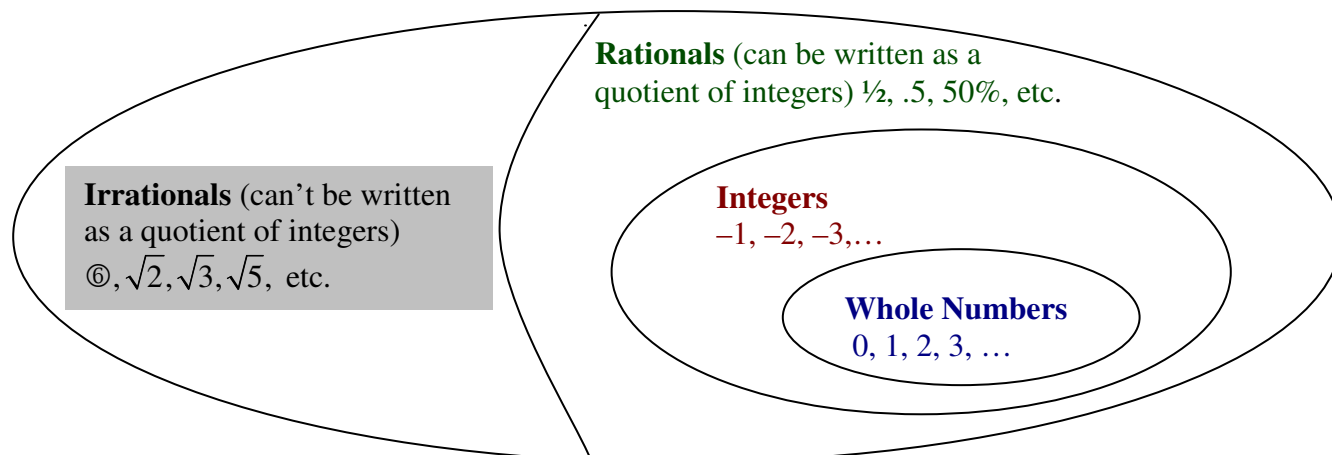 Rationals (can be written as a
quotient of integers) ½, .5, 50%, etc.
Irrationals (can't be written
as a quotient of integers)
⑥, √2, √3, √5, etc.
Integers
–1, –2, –3,…
Whole Numbers
0, 1, 2, 3, …